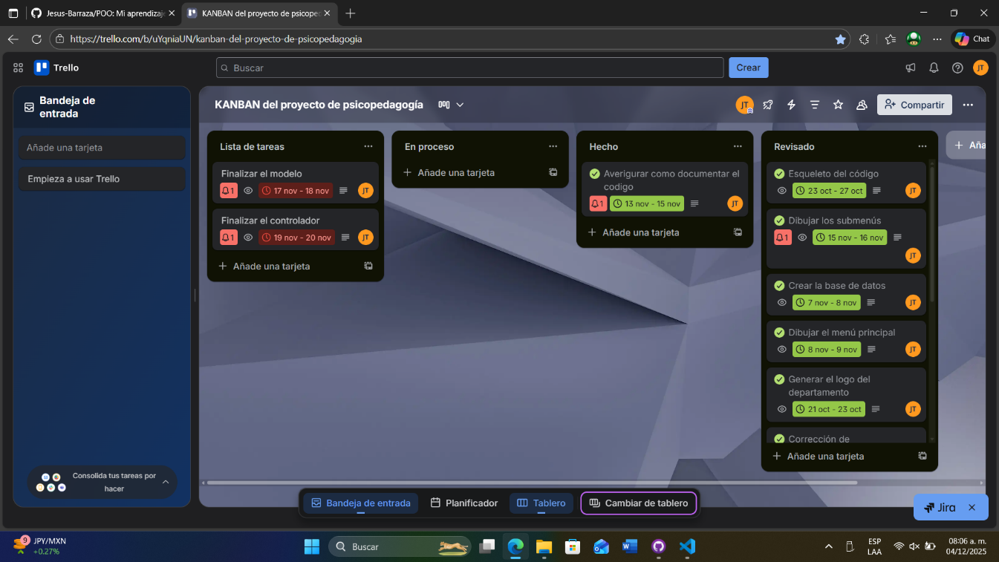 Jesus-Barraza/POO: Mi aprendizaje
KANBAN del proyecto de psicoped
https://trello.com/b/uYqniaUN/kanban-del-proyecto-de-psicopedagogia
Chat
Trello
Buscar
Crear
JT
Bandeja de
entrada
Añade una tarjeta
Empieza a usar Trello
Consolida tus tareas por
hacer
KANBAN del proyecto de psicopedagogía
JT
Compartir
Lista de tareas
Finalizar el modelo
1
17 nov - 18 nov
JT
Finalizar el controlador
1
19 nov - 20 nov
JT
Añade una tarjeta
En proceso
Añade una tarjeta
Hecho
Averigurar como documentar el
codigo
1
13 nov - 15 nov
JT
Añade una tarjeta
Revisado
Esqueleto del código
23 oct - 27 oct
JT
Dibujar los submenús
1
15 nov - 16 nov
JT
Crear la base de datos
7 nov - 8 nov
JT
Dibujar el menú principal
8 nov - 9 nov
JT
Generar el logo del
departamento
21 oct - 23 oct
JT
Corrección de
Añade una tarjeta
Aña
Bandeja de entrada
Planificador
Tablero
Cambiar de tablero
Jira
9
JPY/MXN
+0.27%
Buscar
ESP
LAA
08:06 a. m.
04/12/2025